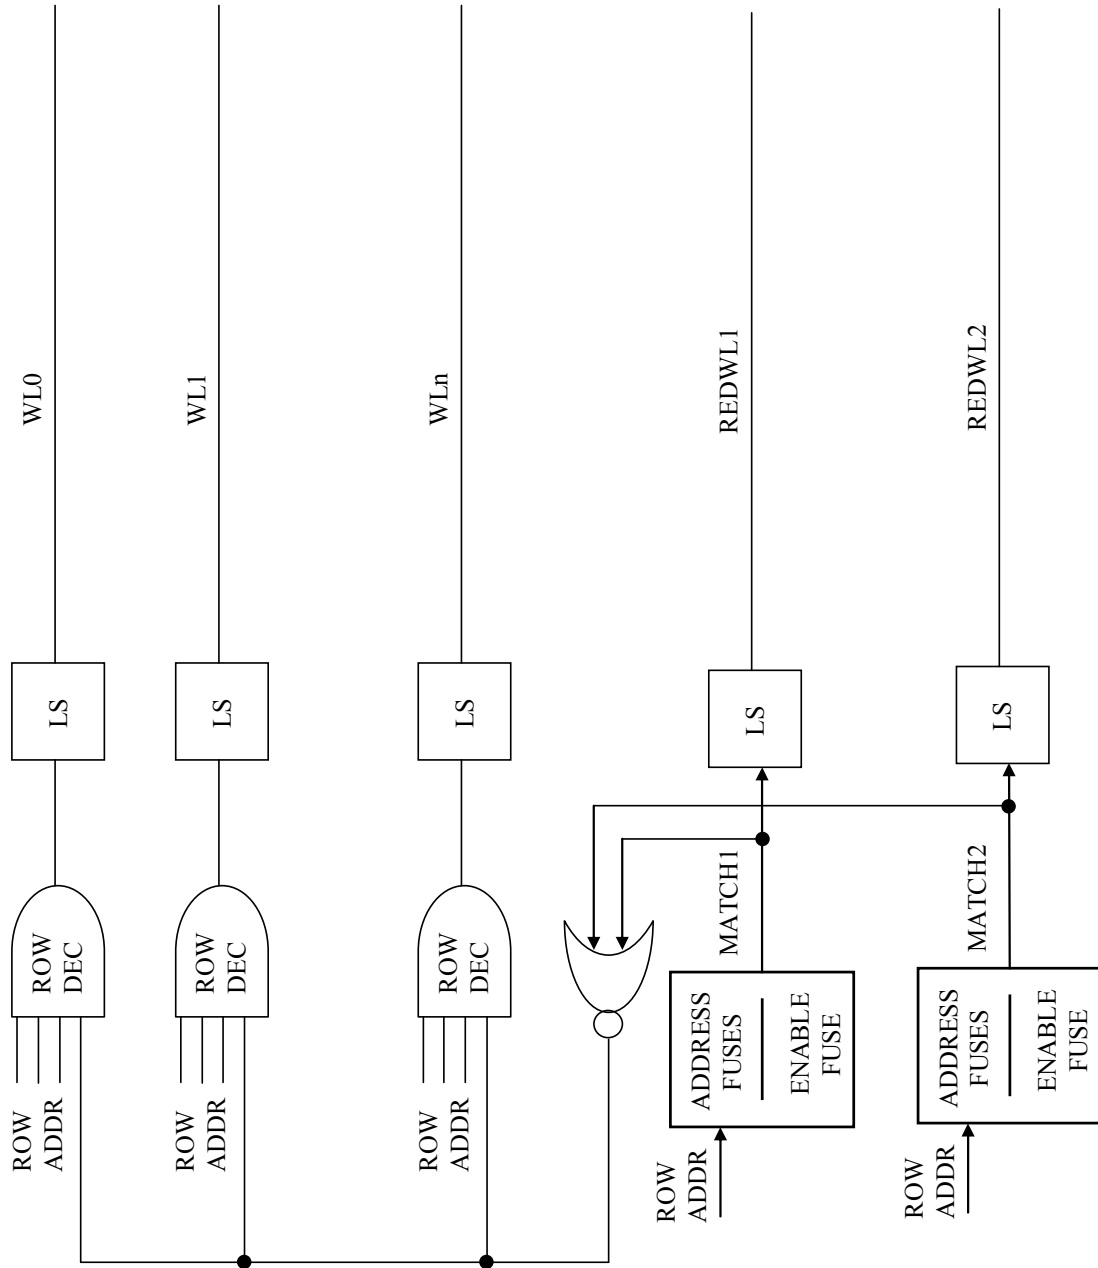 WL0
WL1
WLn
REDWL1
REDWL2
LS
LS
LS
LS
LS
ROW
DEC
ROW
DEC
ROW
DEC
MATCH1
MATCH2
ROW
ADDR
ROW
ADDR
ROW
ADDR
ADDRESS
FUSES
ENABLE
FUSE
ADDRESS
FUSES
ENABLE
FUSE
ROW
ADDR
ROW
ADDR